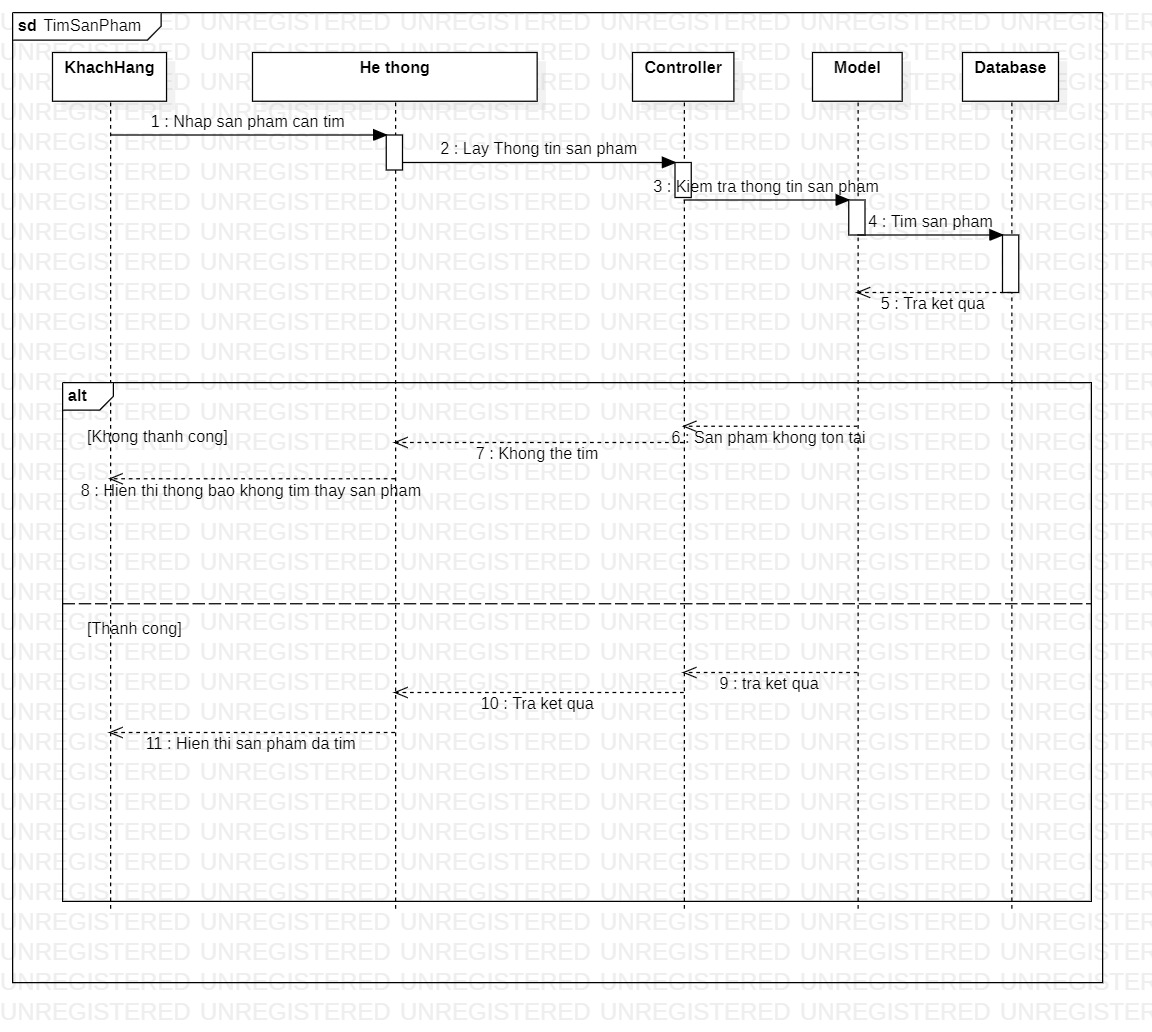 sd TimSanPham
KhachHang
He thong
Controller
Model
Database
1 : Nhap san pham can tim
2 : Lay Thong tin san pham
3 : Kiem tra thong tin san pham
4 : Tim san pham
5 : Tra ket qua
alt
[Khong thanh cong]
6 : San pham khong ton tai
7 : Khong the tim
8 : Hien thi thong bao khong tim thay san pham
[Thanh cong]
9 : tra ket qua
10 : Tra ket qua
11 : Hien thi san pham da tim
UNREGISTERED